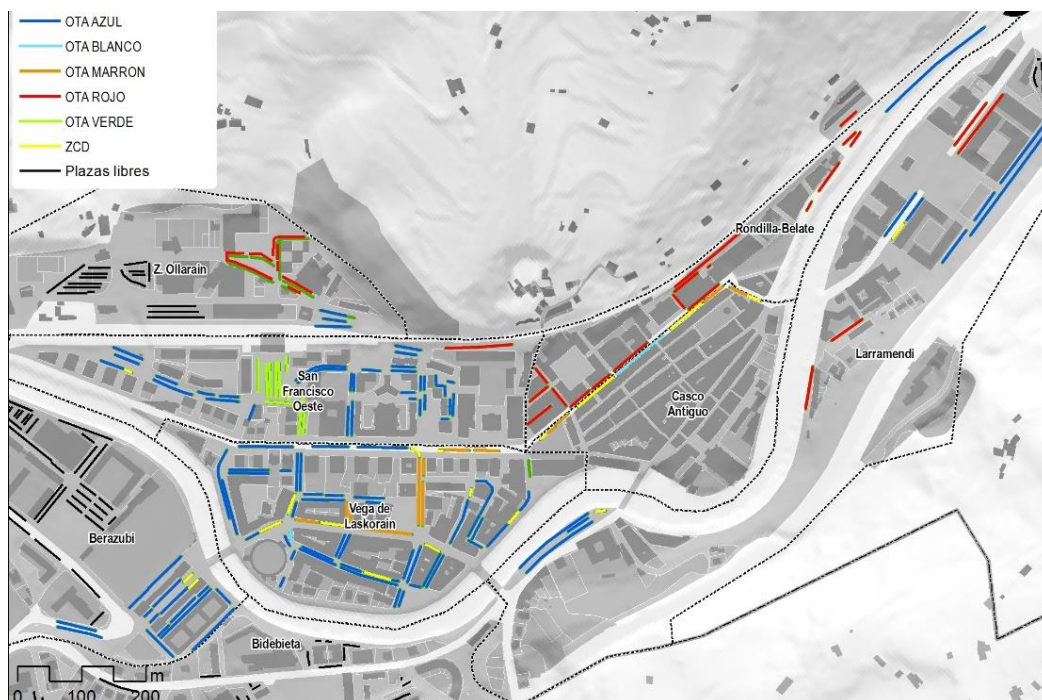 OTA AZUL
OTA BLANCO
OTA MARRON
OTA ROJO
OTA VERDE
ZCD
Plazas libres
Rondilla-Belate
Z. Ollarain
Larramendi
San
Francisco
Oeste
Casco
Antiguo
Vega de
Laskorain
Berazubi
Bidebieta
m
0 100 200